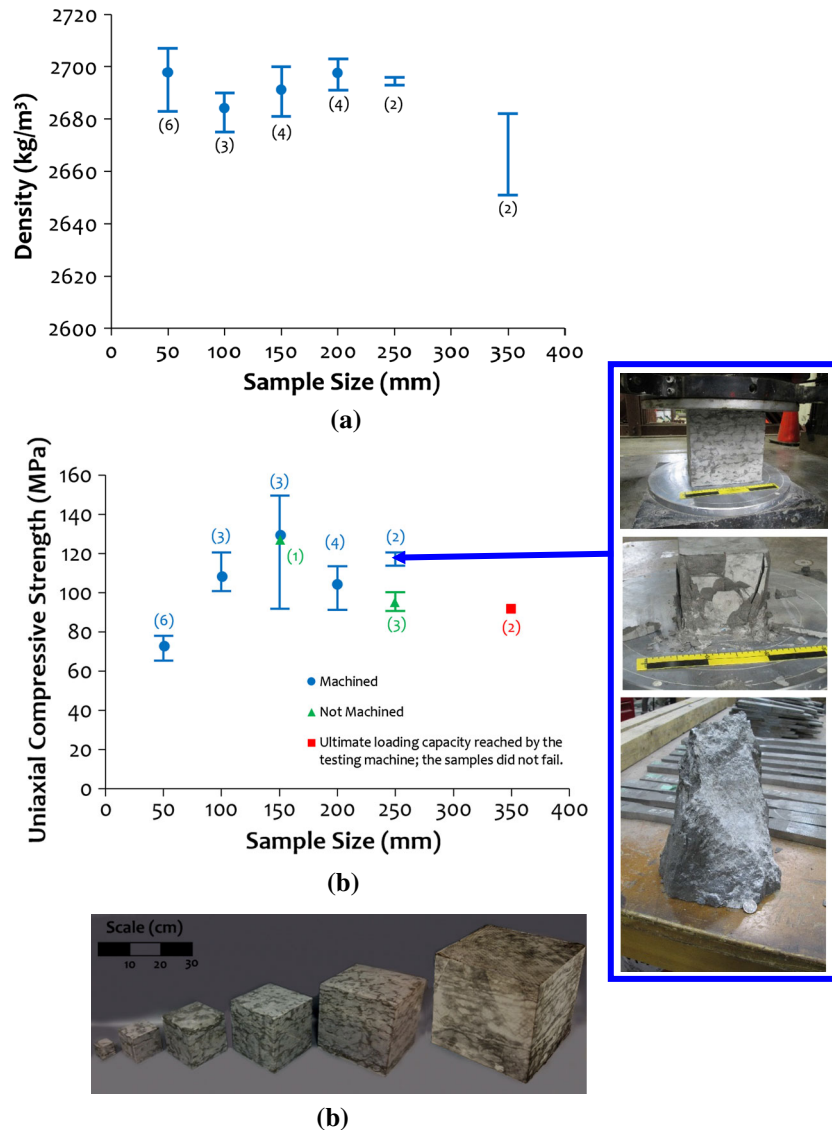 2720
2700
2680
2660
2640
2620
2600
Density (kg/m³)
(6)
(3)
(4)
(4)
(2)
(2)
0 50 100 150 200 250 300 350 400
Sample Size (mm)
(a)
160
140
120
100
80
60
40
20
0
Uniaxial Compressive Strength (MPa)
(6)
(3)
(3)
(1)
(4)
(2)
(3)
(2)
Machined
Not Machined
Ultimate loading capacity reached by the
testing machine; the samples did not fail.
0 50 100 150 200 250 300 350 400
Sample Size (mm)
(b)
Scale (cm)
10 20 30
(b)